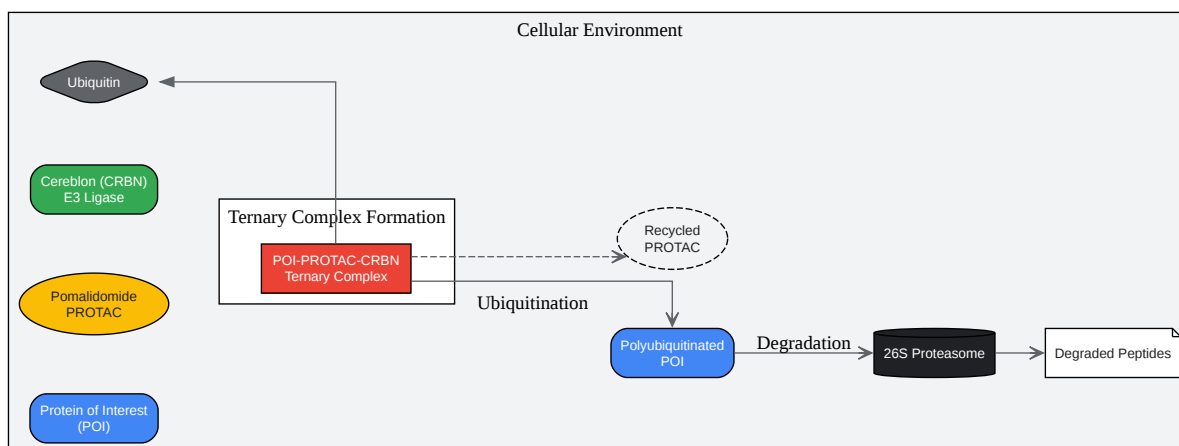 Cellular Environment
Ubiquitin
Cereblon (CRBN)
E3 Ligase
Ternary Complex Formation
POI-PROTAC-CRBN
Ternary Complex
Recycled
PROTAC
Pomalidomide
PROTAC
Ubiquitination
Polyubiquitinated
POI
Degradation
26S Proteasome
Degraded Peptides
Protein of Interest
(POI)